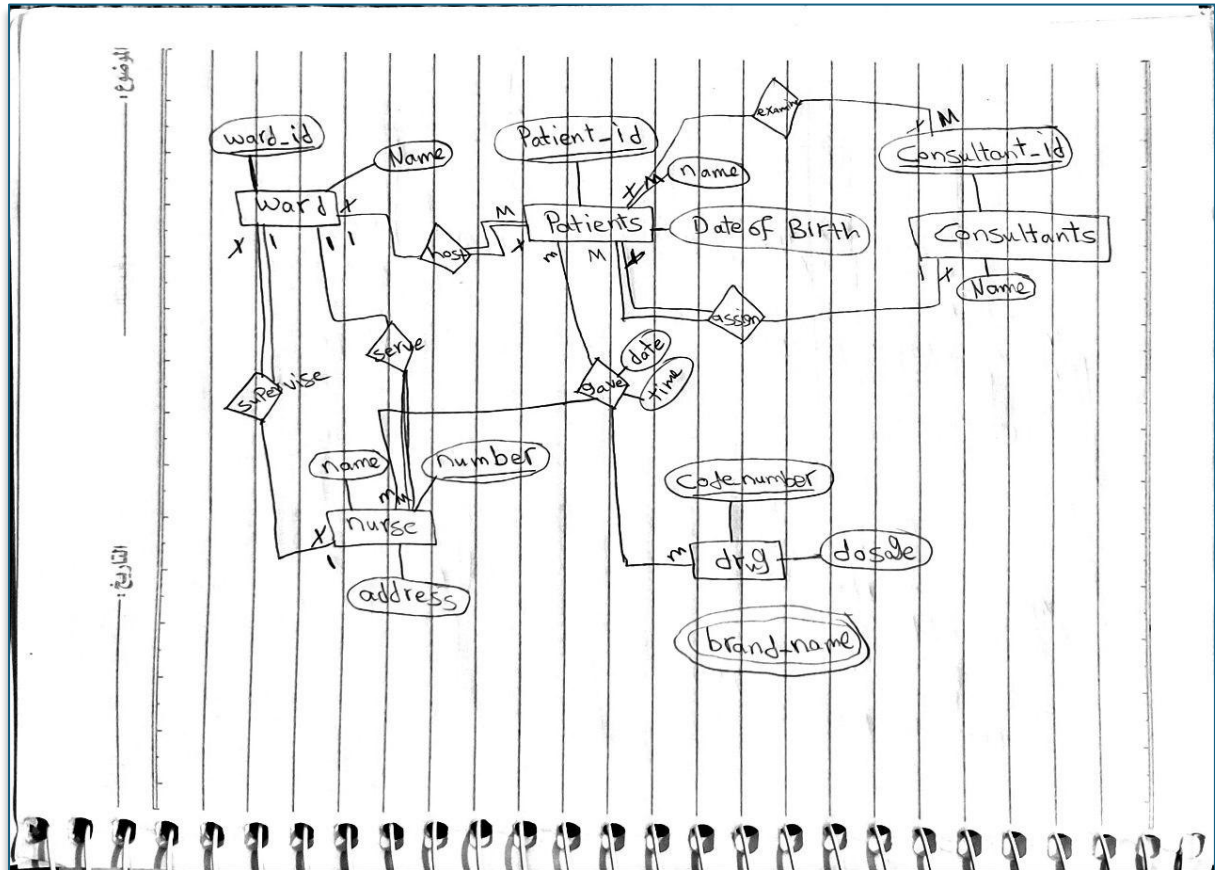 الموضوع:
التاريخ:
ward_id
Name
ward
X
1
X
1
1
host
M
X
Patient_id
Patients
name
Date of Birth
X M
m
M
X
examine
X M
Consultant_id
Consultants
1 X
Name
assign
supervise
serve
gave
date
time
name
number
m M
nurse
X
1
address
code number
m
drug
dosage
brand_name